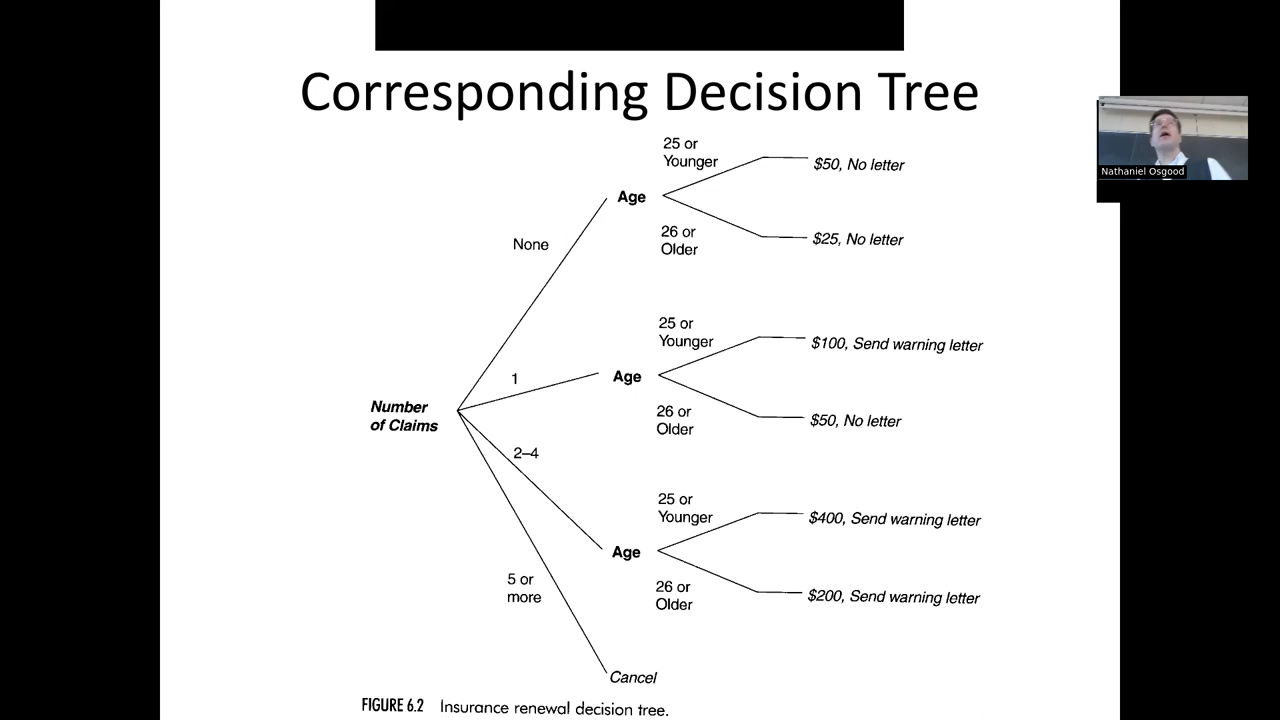 Corresponding Decision Tree
25 or
Younger
$50, No letter
Age
26 or
Older
$25, No letter
None
25 or
Younger
$100, Send warning letter
1
Age
26 or
Older
$50, No letter
Number
of Claims
2–4
25 or
Younger
$400, Send warning letter
Age
26 or
Older
$200, Send warning letter
5 or
more
Cancel
FIGURE 6.2 Insurance renewal decision tree.
Nathaniel Osgood